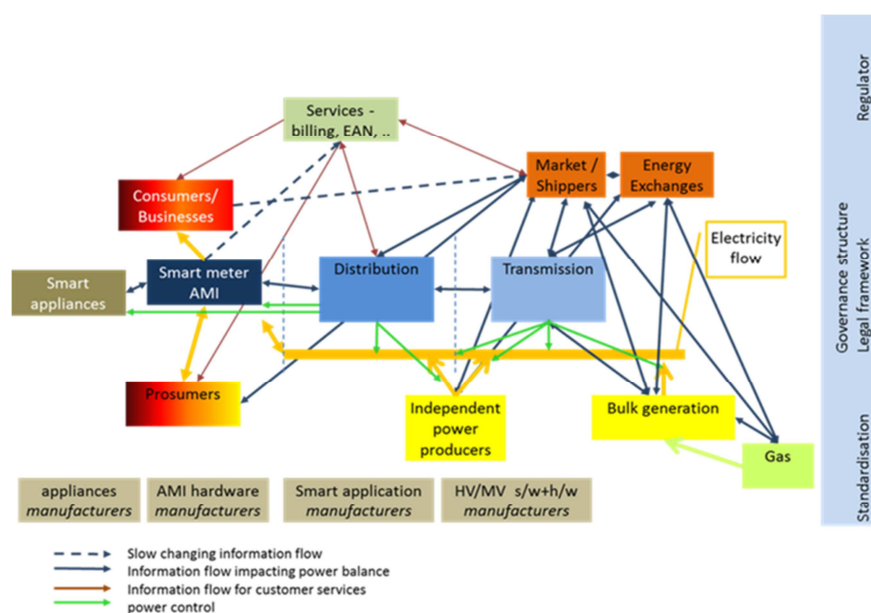 Services -
billing, EAN, ..
Market /
Shippers
Energy
Exchanges
Consumers/
Businesses
Electricity
flow
Smart
appliances
Smart meter
AMI
Distribution
Transmission
Prosumers
Independent
power
producers
Bulk generation
Gas
Regulator
Governance structure
Legal framework
Standardisation
appliances
manufacturers
AMI hardware
manufacturers
Smart application
manufacturers
HV/MV s/w+h/w
manufacturers
Slow changing information flow
Information flow impacting power balance
Information flow for customer services
power control